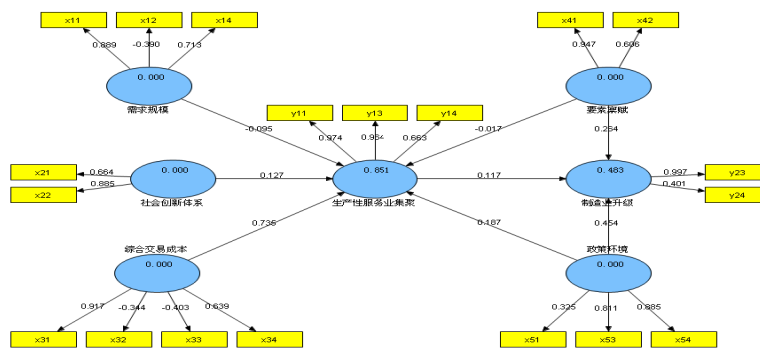 x11
x12
x14
x41
x42
0.889
-0.390
0.713
0.947
0.606
0.000
0.000
需求规模
要素禀赋
y11
y13
y14
-0.095
-0.017
0.264
0.974
0.964
0.663
x21
x22
0.664
0.885
0.000
社会创新体系
0.127
0.851
生产性服务业集聚
0.117
0.483
制造业升级
0.997
0.401
y23
y24
综合交易成本
0.735
0.187
0.454
政策环境
0.000
0.000
0.917
-0.344
-0.403
0.639
0.325
0.811
0.885
x31
x32
x33
x34
x51
x53
x54